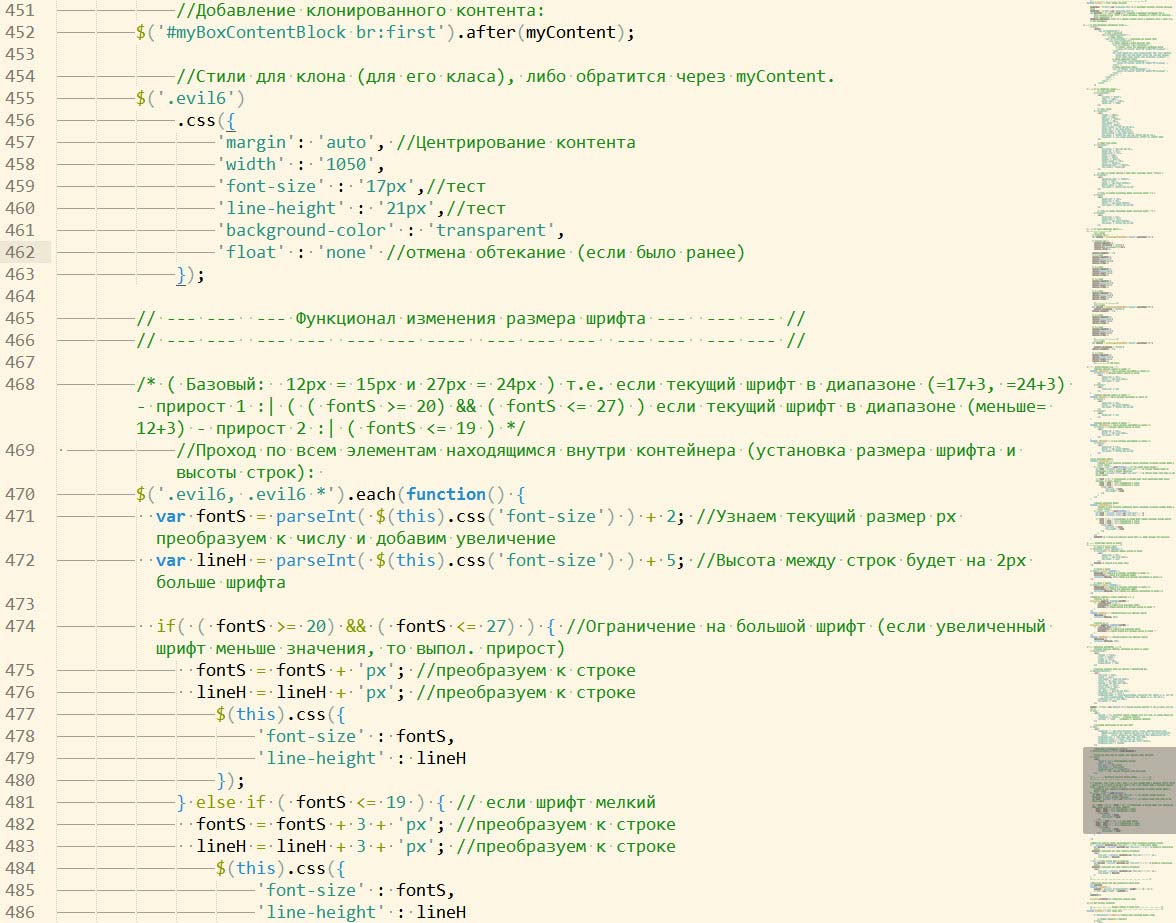 451 //Добавление клонированного контента:
452 $('#myBoxContentBlock br:first').after(myContent);
453
454 //Стили для клона (для его класа), либо обратится через myContent.
455 $('.evil6')
456 .css({
457 'margin' : 'auto', //Центрирование контента
458 'width' : '1050',
459 'font-size' : '17px',//тест
460 'line-height' : '21px',//тест
461 'background-color' : 'transparent',
462 'float' : 'none' //отмена обтекание (если было ранее)
463 });
464
465 // --- --- --- Функционал изменения размера шрифта --- --- --- //
466 // --- --- --- --- --- --- --- --- --- --- --- --- --- --- --- //
467
468 /* ( Базовый: 12px = 15px и 27px = 24px ) т.е. если текущий шрифт в диапазоне (=17+3, =24+3)
- прирост 1 :| ( ( fontS >= 20) && ( fontS <= 27) ) если текущий шрифт в диапазоне (меньше=
12+3) - прирост 2 :| ( fontS <= 19 ) */
469 //Проход по всем элементам находящимся внутри контейнера (установка размера шрифта и
высоты строк):
470 $('.evil6, .evil6 *').each(function() {
471 var fontS = parseInt( $(this).css('font-size') ) + 2; //Узнаем текущий размер px
преобразуем к числу и добавим увеличение
472 var lineH = parseInt( $(this).css('font-size') ) + 5; //Высота между строк будет на 2px
больше шрифта
473
474 if( ( fontS >= 20) && ( fontS <= 27) ) { //Ограничение на большой шрифт (если увеличенный
шрифт меньше значения, то выпол. прирост)
475 fontS = fontS + 'px'; //преобразуем к строке
476 lineH = lineH + 'px'; //преобразуем к строке
477 $(this).css({
478 'font-size' : fontS,
479 'line-height' : lineH
480 });
481 } else if ( fontS <= 19 ) { // если шрифт мелкий
482 fontS = fontS + 3 + 'px'; //преобразуем к строке
483 lineH = lineH + 3 + 'px'; //преобразуем к строке
484 $(this).css({
485 'font-size' : fontS,
486 'line-height' : lineH